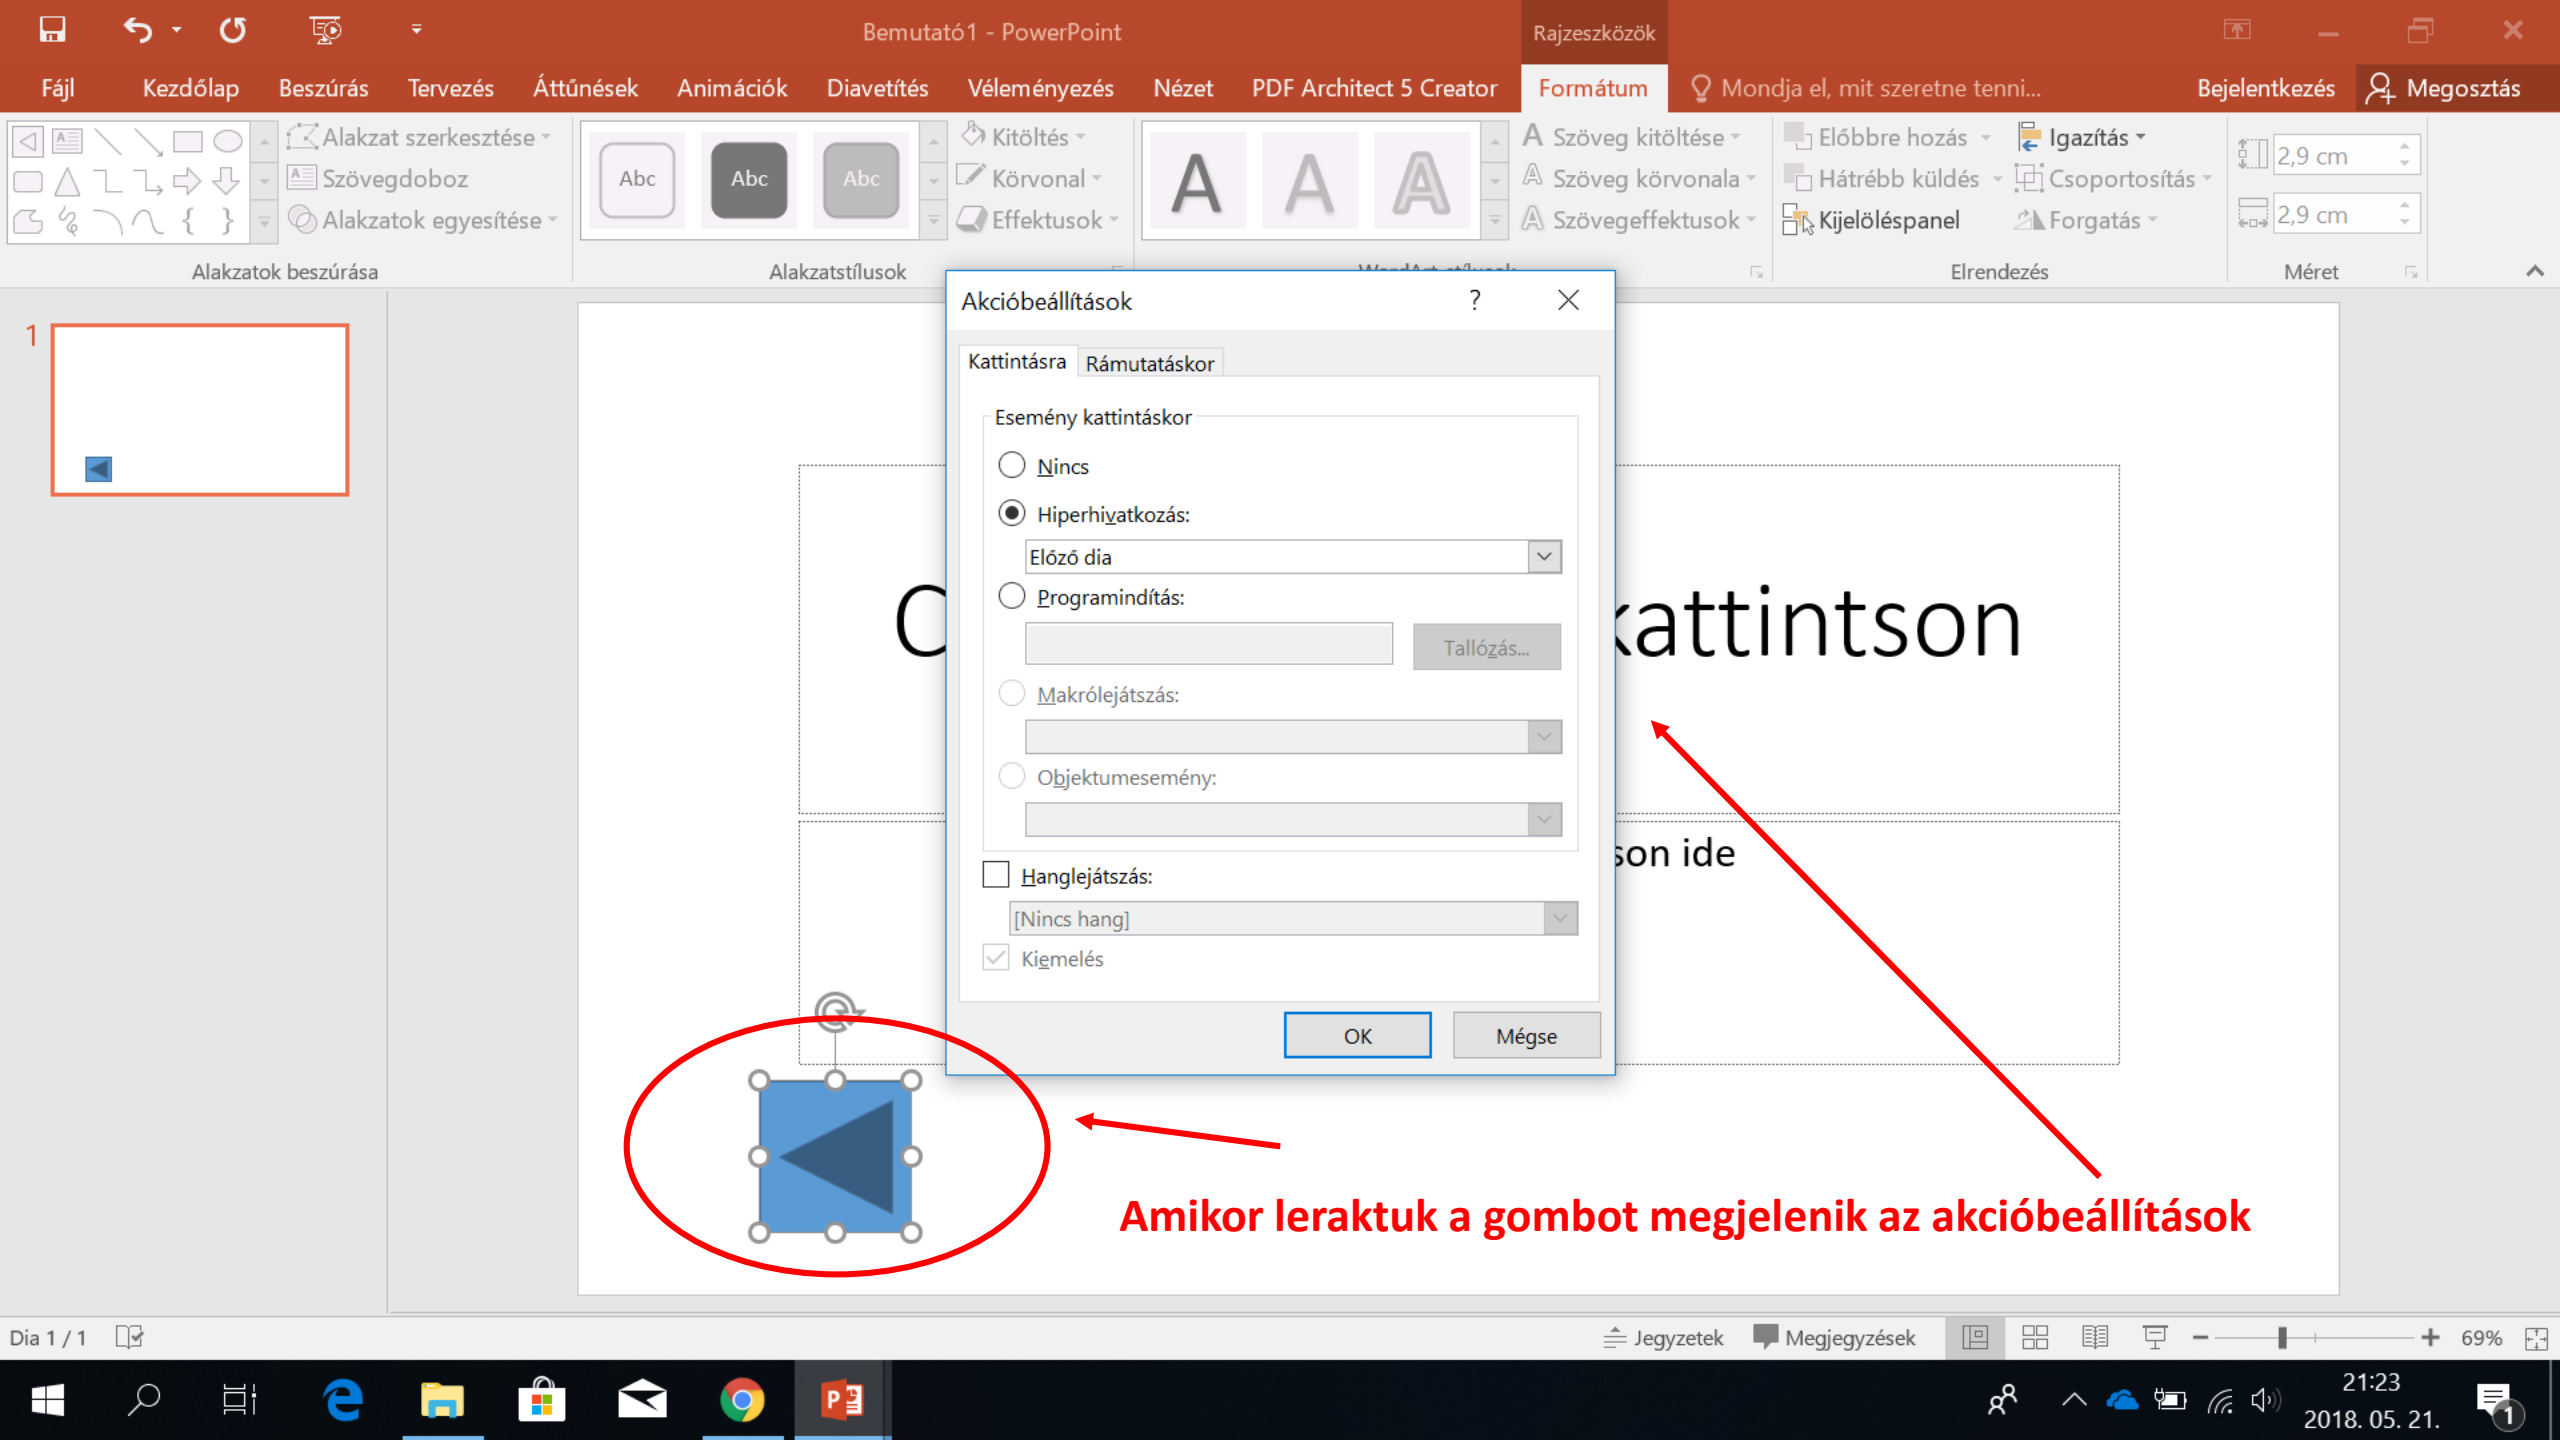 Bemutató1 - PowerPoint
Rajzeszközök
Fájl Kezdőlap Beszúrás Tervezés Áttűnések Animációk Diavetítés Véleményezés Nézet PDF Architect 5 Creator Formátum Mondja el, mit szeretne tenni... Bejelentkezés Megosztás
Alakzat szerkesztése
Szövegdoboz
Alakzatok egyesítése
Alakzatok beszúrása
Abc Abc Abc
Kitöltés
Körvonal
Effektusok
Alakzatstílusok
A A A
Szöveg kitöltése
Szöveg körvonala
Szövegeffektusok
Előbbre hozás
Hátrébb küldés
Kijelöléspanel
Igazítás
Csoportosítás
Forgatás
Elrendezés
2,9 cm
2,9 cm
Méret
1
Akcióbeállítások ?
Kattintásra Rámutatáskor
Esemény kattintáskor
Nincs
Hiperhivatkozás:
Előző dia
Programindítás:
Tallózás...
Makrólejátszás:
Objektumesemény:
Hanglejátszás:
[Nincs hang]
Kiemelés
OK Mégse
C kattintson
son ide
Amikor leraktuk a gombot megjelenik az akcióbeállítások
Dia 1 / 1 Jegyzetek Megjegyzések 69%
21:23
2018. 05. 21.
1